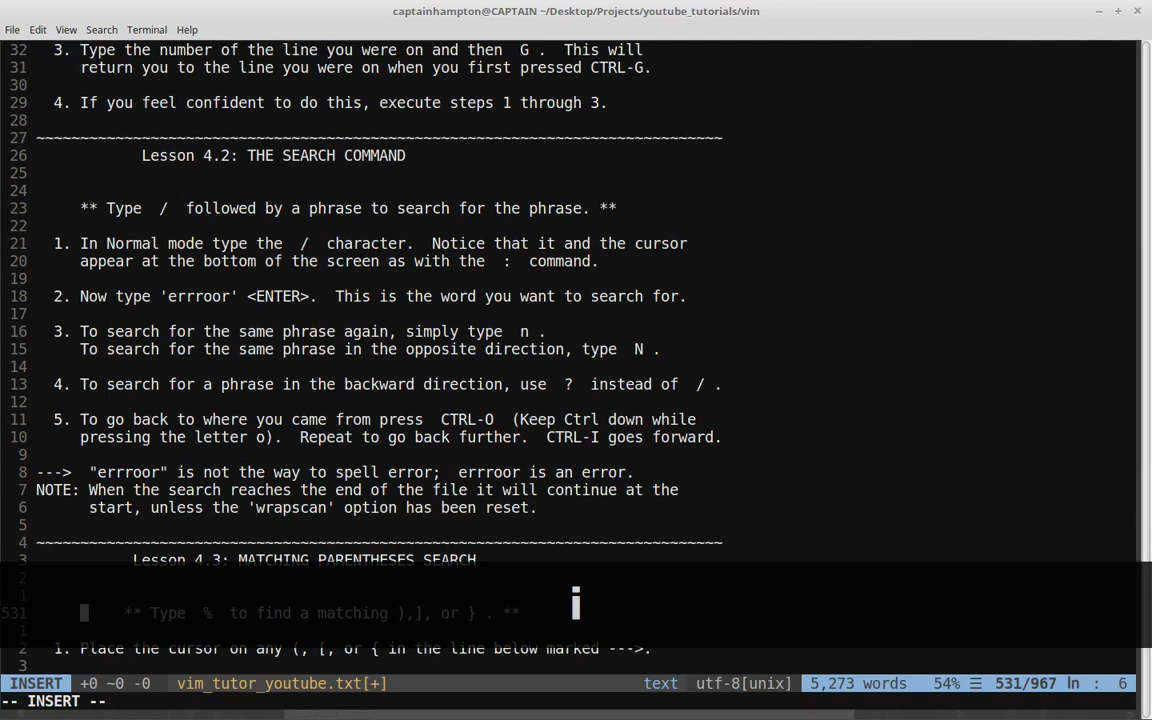 captainhampton@CAPTAIN ~/Desktop/Projects/youtube_tutorials/vim
File Edit View Search Terminal Help
32 3. Type the number of the line you were on and then G . This will
31 return you to the line you were on when you first pressed CTRL-G.
30
29 4. If you feel confident to do this, execute steps 1 through 3.
28
27 ~~~~~~~~~~~~~~~~~~~~~~~~~~~~~~~~~~~~~~~~~~~~~~~~~~~~~~~~~~~~~~~~~~~~~~~~~~~~~~
26 Lesson 4.2: THE SEARCH COMMAND
25
24
23 ** Type / followed by a phrase to search for the phrase. **
22
21 1. In Normal mode type the / character. Notice that it and the cursor
20 appear at the bottom of the screen as with the : command.
19
18 2. Now type 'errroor' <ENTER>. This is the word you want to search for.
17
16 3. To search for the same phrase again, simply type n .
15 To search for the same phrase in the opposite direction, type N .
14
13 4. To search for a phrase in the backward direction, use ? instead of / .
12
11 5. To go back to where you came from press CTRL-O (Keep Ctrl down while
10 pressing the letter o). Repeat to go back further. CTRL-I goes forward.
9
8 ---> "errroor" is not the way to spell error; errroor is an error.
7 NOTE: When the search reaches the end of the file it will continue at the
6 start, unless the 'wrapscan' option has been reset.
5
4 ~~~~~~~~~~~~~~~~~~~~~~~~~~~~~~~~~~~~~~~~~~~~~~~~~~~~~~~~~~~~~~~~~~~~~~~~~~~~~~
3 Lesson 4.3: MATCHING PARENTHESES SEARCH
2
1
531 ** Type % to find a matching ),], or } . **
i
1
2 1. Place the cursor on any (, [, or { in the line below marked --->.
3
INSERT +0 ~0 -0 vim_tutor_youtube.txt[+] text utf-8[unix] 5,273 words 54% ☰ 531/967 ln : 6
-- INSERT --